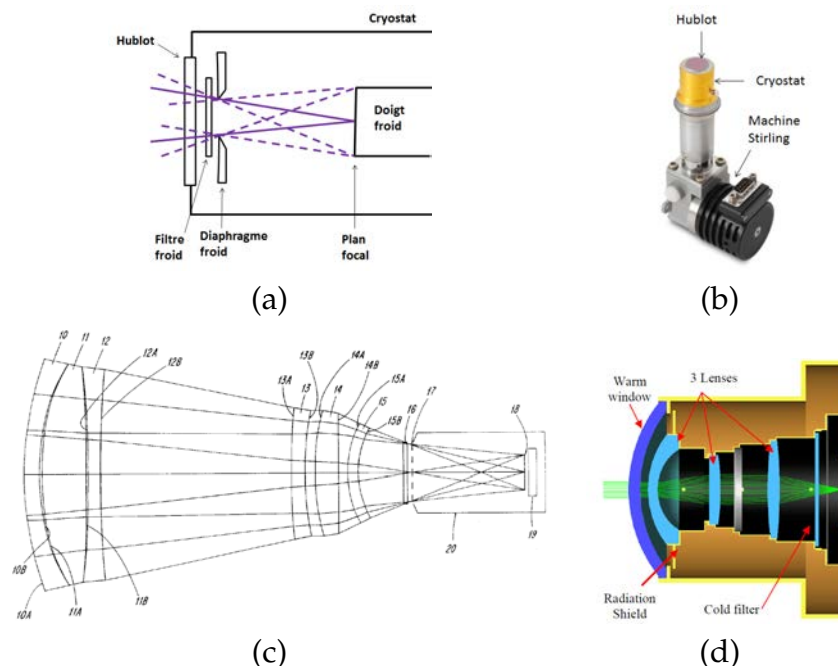 Cryostat
Hublot
Doigt
froid
Filtre
froid
Diaphragme
froid
Plan
focal
(a)
Hublot
Cryostat
Machine
Stirling
(b)
10
11
12
12A
12B
13A
13
13B
14
14A
14B
15A
15
15B
16
17
18
19
20
10B
10A
11A
11B
(c)
Warm
window
3 Lenses
Radiation
Shield
Cold filter
(d)